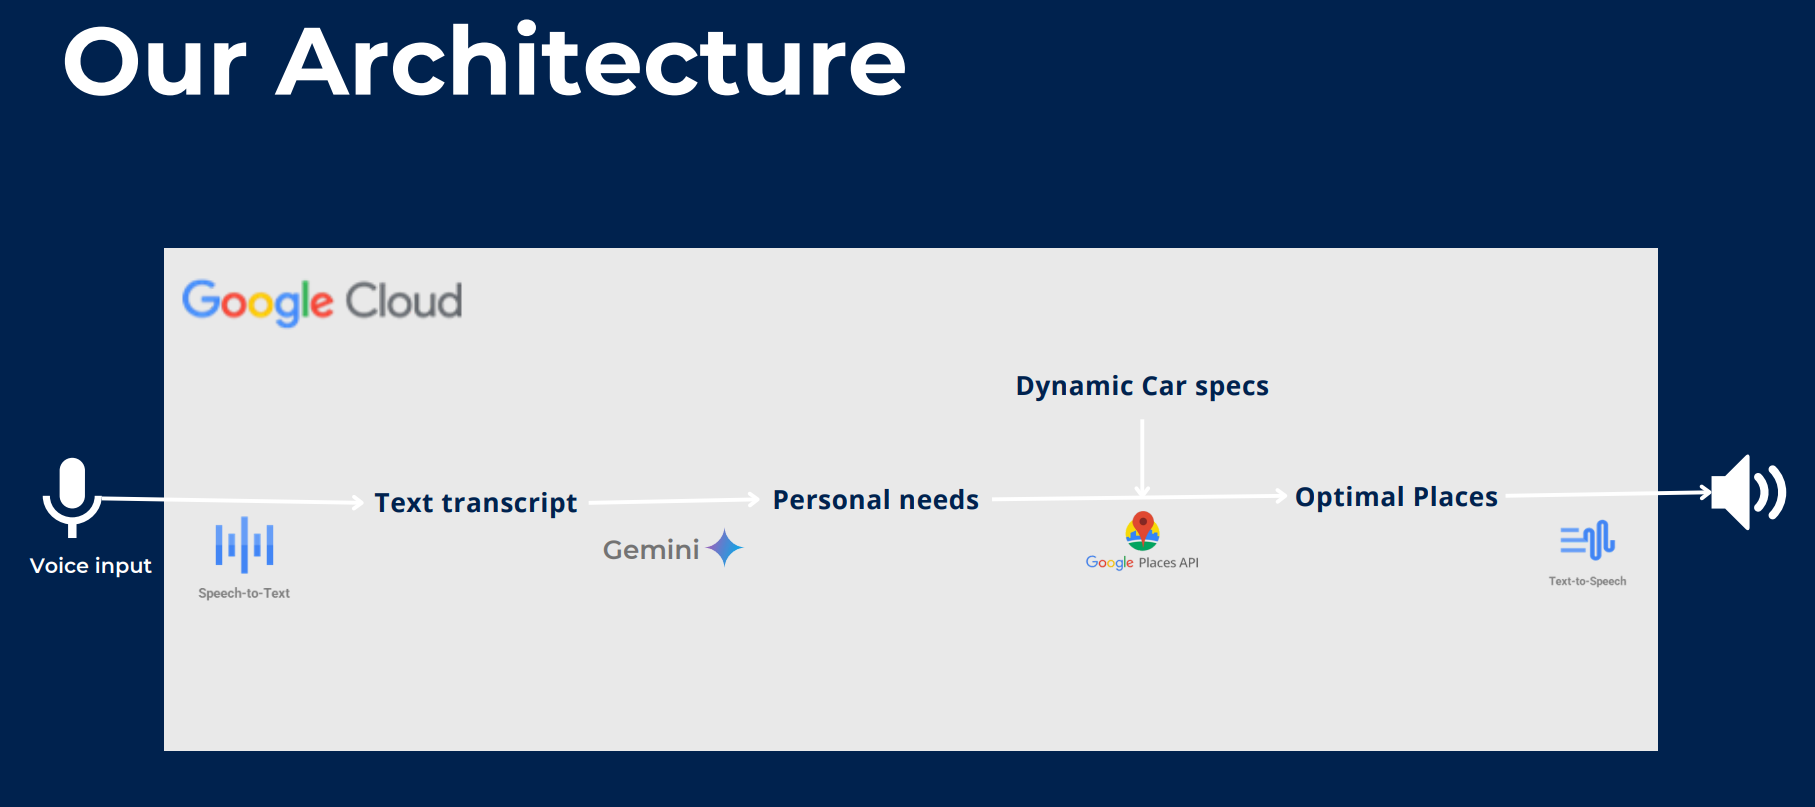 Our Architecture
Google Cloud
Dynamic Car specs
Text transcript
Personal needs
Optimal Places
Voice input
Speech-to-Text
Gemini
Google Places API
Text-to-Speech